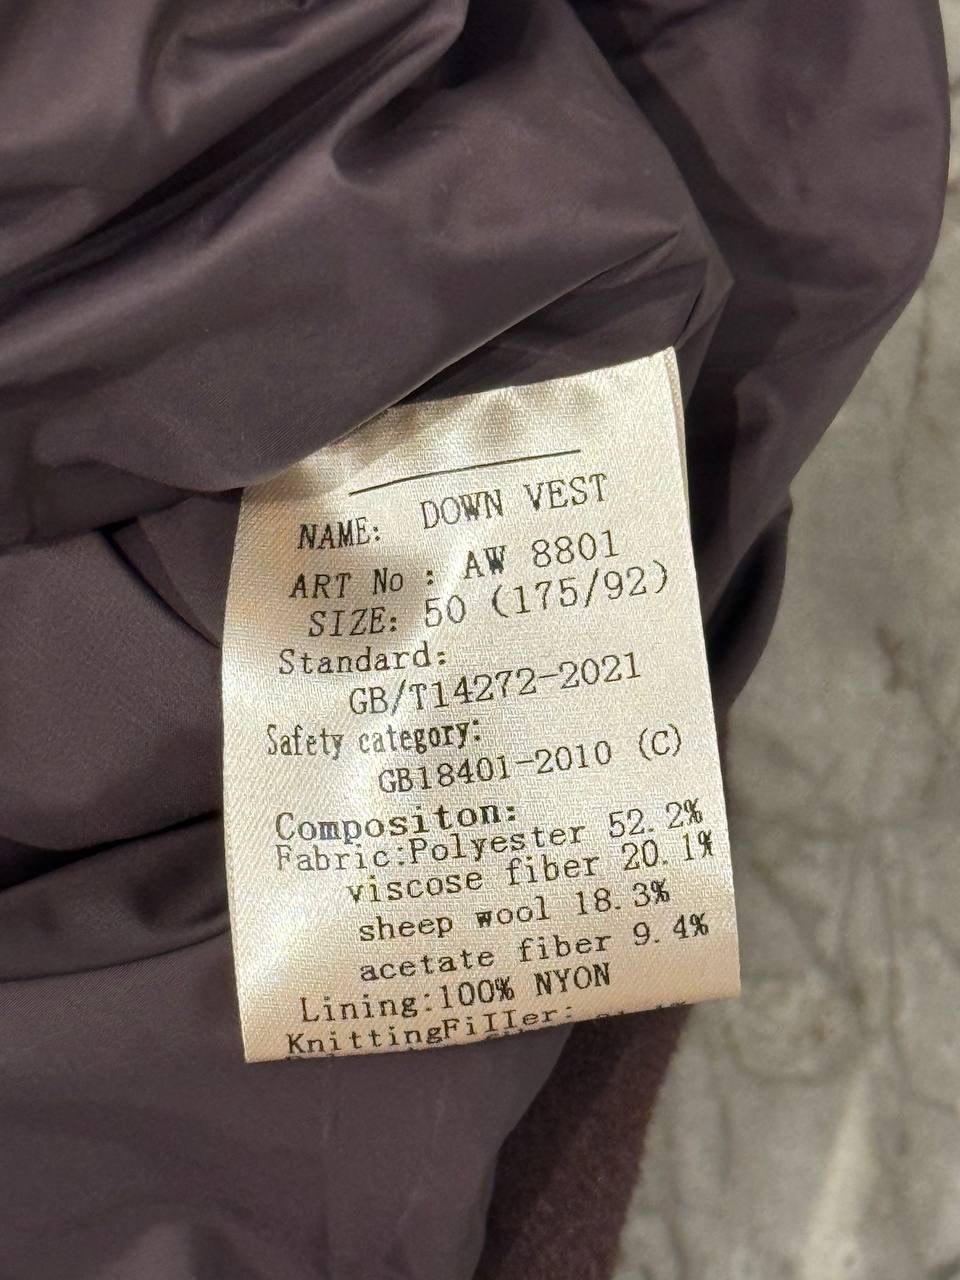 NAME: DOWN VEST
ART No : AW 8801
SIZE: 50 (175/92)
Standard:
GB/T14272-2021
Safety category:
GB18401-2010 (C)
Compositon:
Fabric:Polyester 52.2%
viscose fiber 20.1%
sheep wool 18.3%
acetate fiber 9.4%
Lining:100% NYON
KnittingFiller: